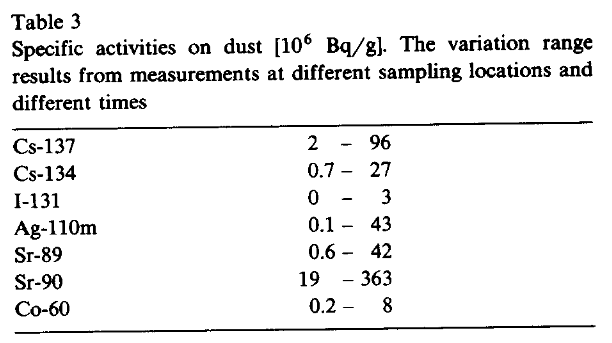 Table 3
Specific activities on dust [10⁶ Bq/g]. The variation range
results from measurements at different sampling locations and
different times
Cs-137 2 – 96
Cs-134 0.7 – 27
I-131 0 – 3
Ag-110m 0.1 – 43
Sr-89 0.6 – 42
Sr-90 19 – 363
Co-60 0.2 – 8